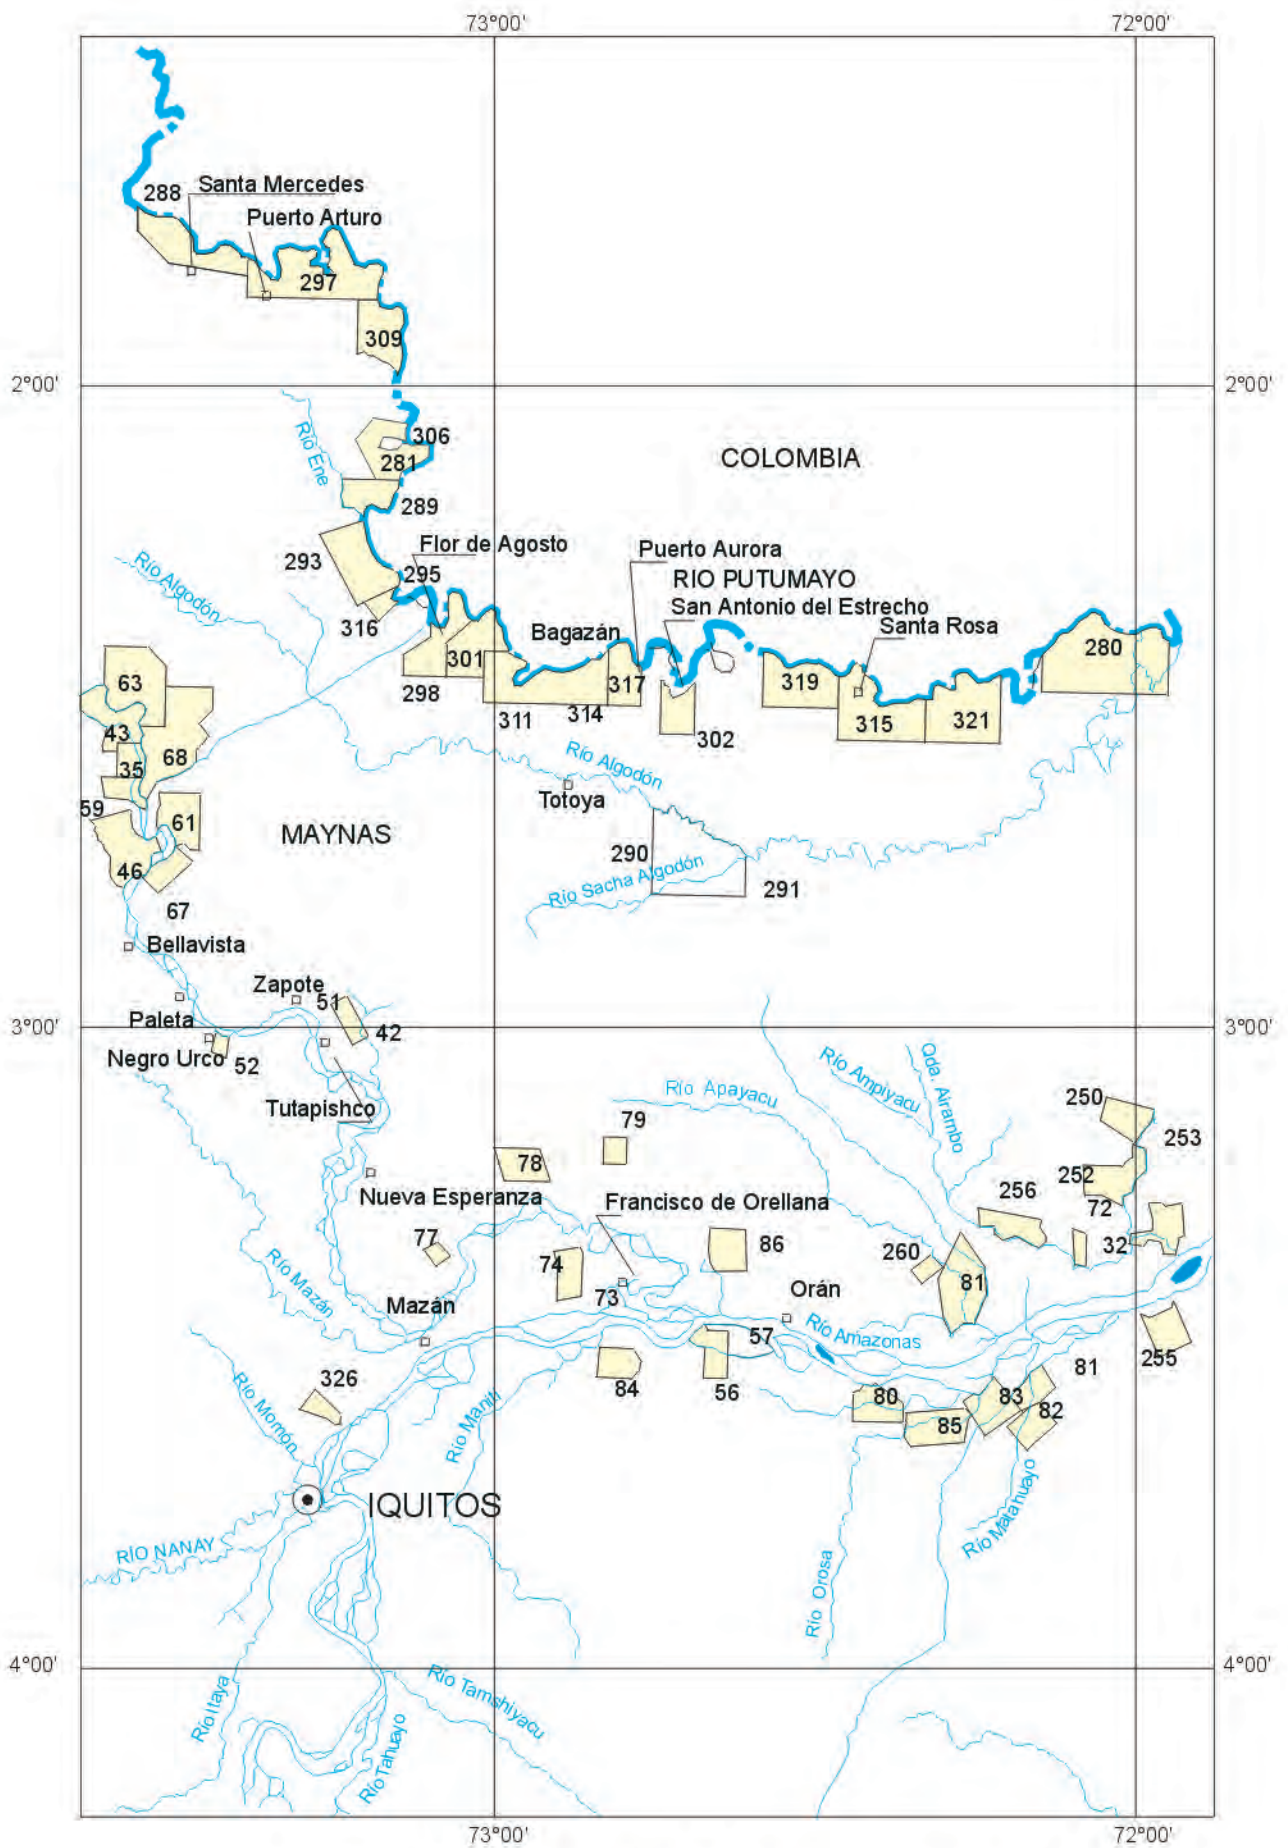 73°00'
72°00'
288
Santa Mercedes
Puerto Arturo
297
309
2°00'
2°00'
Río Ene
306
281
COLOMBIA
289
293
Flor de Agosto
295
Puerto Aurora
RIO PUTUMAYO
San Antonio del Estrecho
Río Algodón
316
Bagazán
Santa Rosa
280
301
298
63
317
319
311
314
315
321
302
43
68
35
Río Algodón
Totoya
59
61
MAYNAS
290
46
Río Sacha Algodón
291
67
Bellavista
Zapote
51
Paleta
42
3°00'
3°00'
Negro Urco
52
Río Apayacu
Río Ampiyacu
Qda. Airambo
250
253
Tutapishco
79
78
252
Nueva Esperanza
Francisco de Orellana
256
72
77
86
32
74
260
81
73
Orán
Río Mazán
Mazán
57
Río Amazonas
255
326
84
56
80
83
81
82
85
Río Momón
Río Maniti
IQUITOS
RÍO NANAY
Río Matahuayo
Río Orosa
4°00'
4°00'
Río Itaya
Río Tahuayo
Río Tamshiyacu
73°00'
72°00'